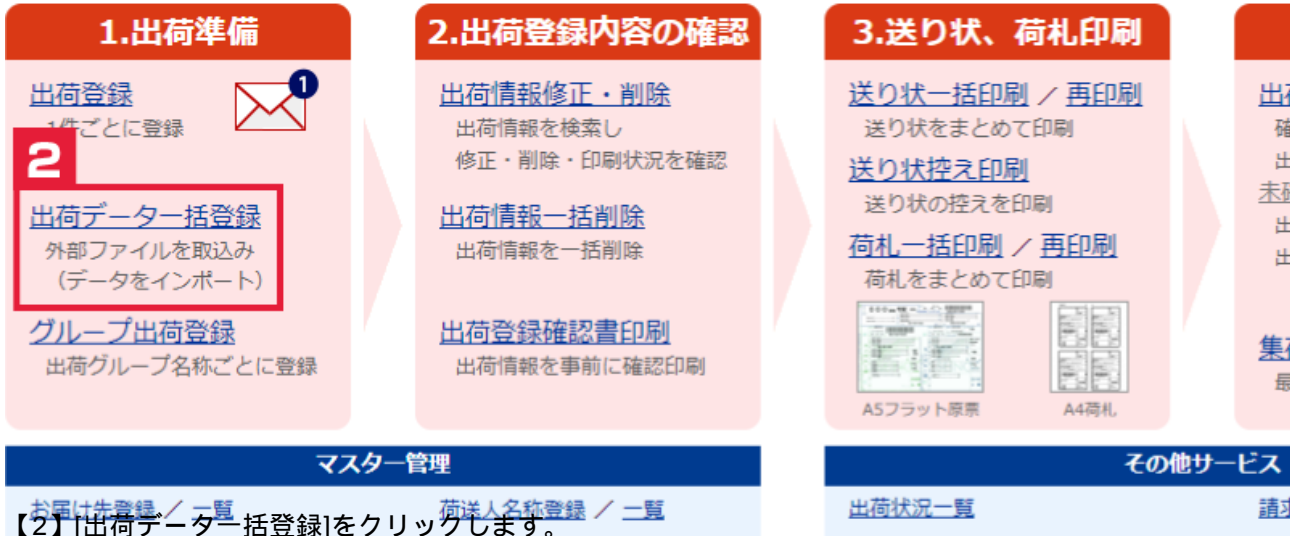 1.出荷準備
出荷登録
1
1件ごとに登録
2
出荷データ一括登録
外部ファイルを取込み
（データをインポート）
グループ出荷登録
出荷グループ名称ごとに登録
2.出荷登録内容の確認
出荷情報修正・削除
出荷情報を検索し
修正・削除・印刷状況を確認
出荷情報一括削除
出荷情報を一括削除
出荷登録確認書印刷
出荷情報を事前に確認印刷
3.送り状、荷札印刷
送り状一括印刷 / 再印刷
送り状をまとめて印刷
送り状控え印刷
送り状の控えを印刷
荷札一括印刷 / 再印刷
荷札をまとめて印刷
A5フラット原票
A4荷札
マスター管理
お届け先登録 / 一覧
荷送人名称登録 / 一覧
その他サービス
出荷状況一覧
【2】[出荷データ一括登録]をクリックします。